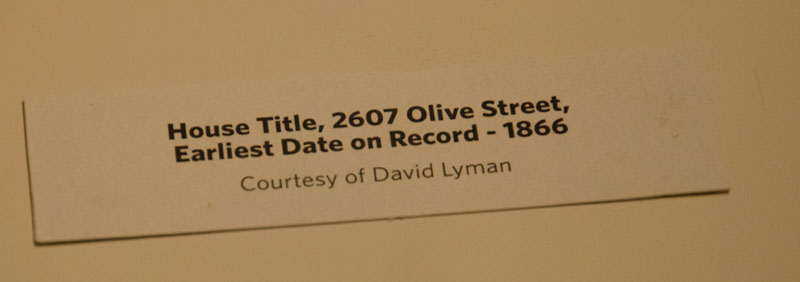 House Title, 2607 Olive Street,
Earliest Date on Record - 1866
Courtesy of David Lyman